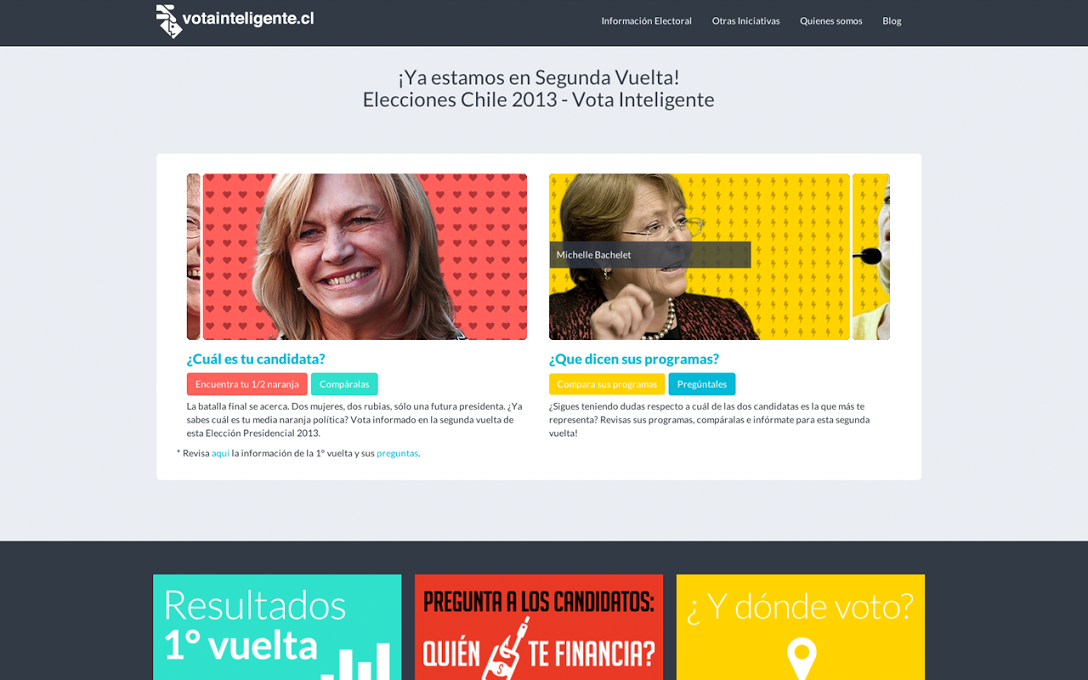 votainteligente.cl
Información Electoral
Otras Iniciativas
Quienes somos
Blog
¡Ya estamos en Segunda Vuelta!
Elecciones Chile 2013 - Vota Inteligente
Michelle Bachelet
¿Cuál es tu candidata?
Encuentra tu 1/2 naranja
Compáralas
La batalla final se acerca. Dos mujeres, dos rubias, sólo una futura presidenta. ¿Ya
sabes cuál es tu media naranja política? Vota informado en la segunda vuelta de
esta Elección Presidencial 2013.
* Revisa aquí la información de la 1° vuelta y sus preguntas.
¿Que dicen sus programas?
Compara sus programas
Pregúntales
¿Sigues teniendo dudas respecto a cuál de las dos candidatas es la que más te
representa? Revisas sus programas, compáralas e infórmate para esta segunda
vuelta!
Resultados
1° vuelta
PREGUNTA A LOS CANDIDATOS:
QUIÉN TE FINANCIA?
$
¿ Y dónde voto?